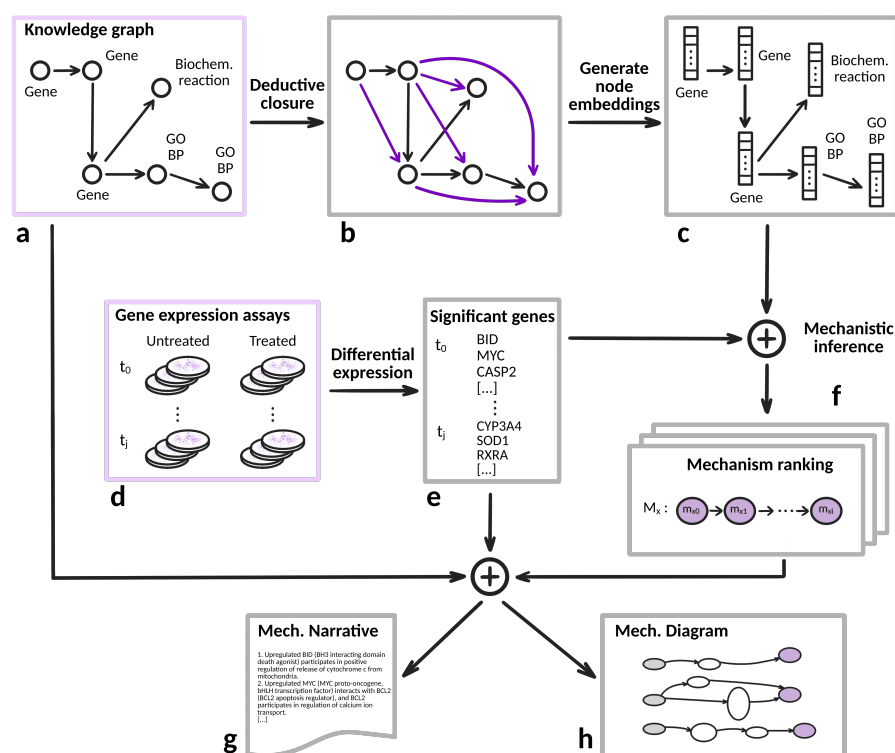 Knowledge graph
Gene
Gene
Biochem.
reaction
GO
BP
GO
BP
Gene
a
Deductive
closure
b
Generate
node
embeddings
Gene
Gene
Biochem.
reaction
GO
BP
GO
BP
Gene
c
Gene expression assays
Untreated
Treated
t0
tj
d
Differential
expression
Significant genes
t0
BID
MYC
CASP2
[...]
tj
CYP3A4
SOD1
RXRA
[...]
e
Mechanistic
inference
f
Mechanism ranking
Mx :
mx0
mx1
mxi
Mech. Narrative
1. Upregulated BID (BH3 interacting domain
death agonist) participates in positive
regulation of release of cytochrome c from
mitochondria.
2. Upregulated MYC (MYC proto-oncogene,
bHLH transcription factor) interacts with BCL2
(BCL2 apoptosis regulator), and BCL2
participates in regulation of calcium ion
transport.
[...]
g
Mech. Diagram
h